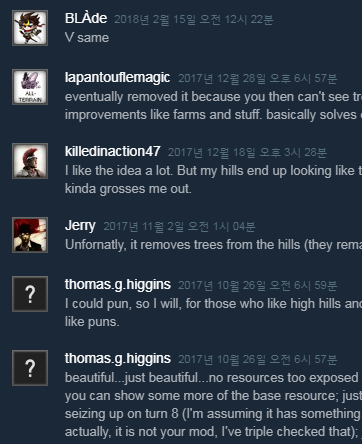 BLÀde 2018년 2월 15일 오전 12시 22분
V same
ALL-
TERRAIN
lapantouflemagic 2017년 12월 28일 오후 6시 57분
eventually removed it because you then can't see
improvements like farms and stuff. basically solves
killedinaction47 2017년 12월 18일 오후 3시 28분
I like the idea a lot. But my hills end up looking like
kinda grosses me out.
Jerry 2017년 11월 2일 오전 1시 04분
Unfornatly, it removes trees from the hills (they
thomas.g.higgins 2017년 10월 26일 오전 6시 59분
I could pun, so I will, for those who like high hills
like puns.
thomas.g.higgins 2017년 10월 26일 오전 6시 57분
beautiful...just beautiful...no resources too exposed
you can show some more of the base resource;
seizing up on turn 8 (I'm assuming it has something
actually, it is not your mod, I've triple checked that);